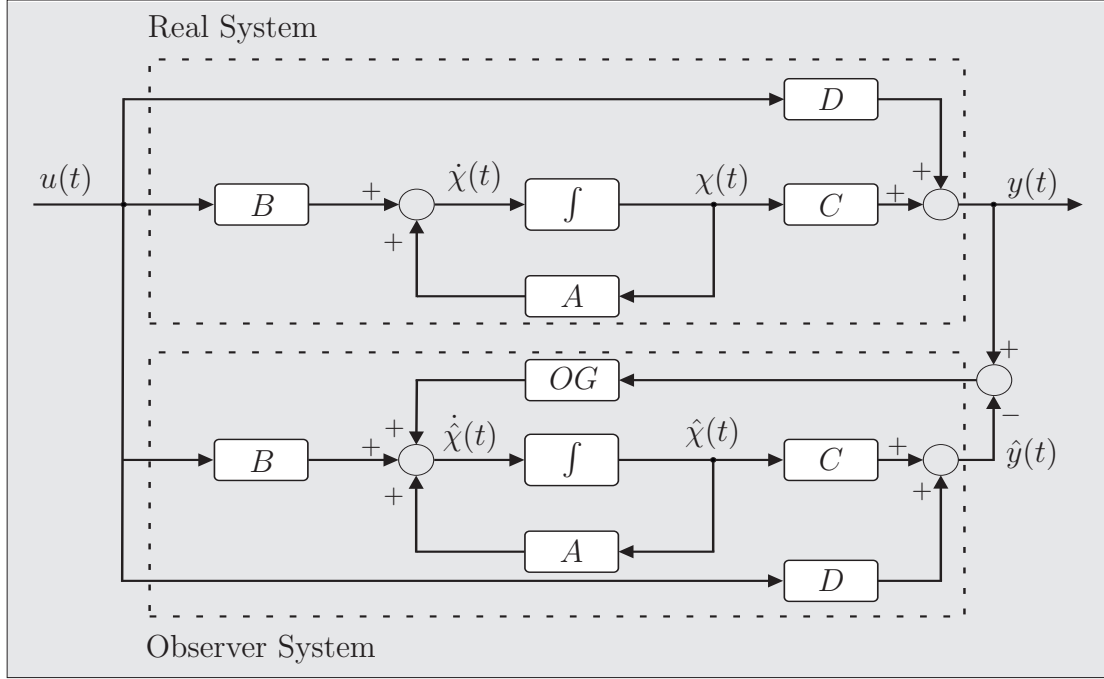 Real System
D
u(t)
B
+
+
χ̇(t)
∫
χ(t)
C
+
+
y(t)
A
+
OG
−
B
+
+
+
χ̂̇(t)
∫
χ̂(t)
C
+
+
ŷ(t)
A
D
Observer System